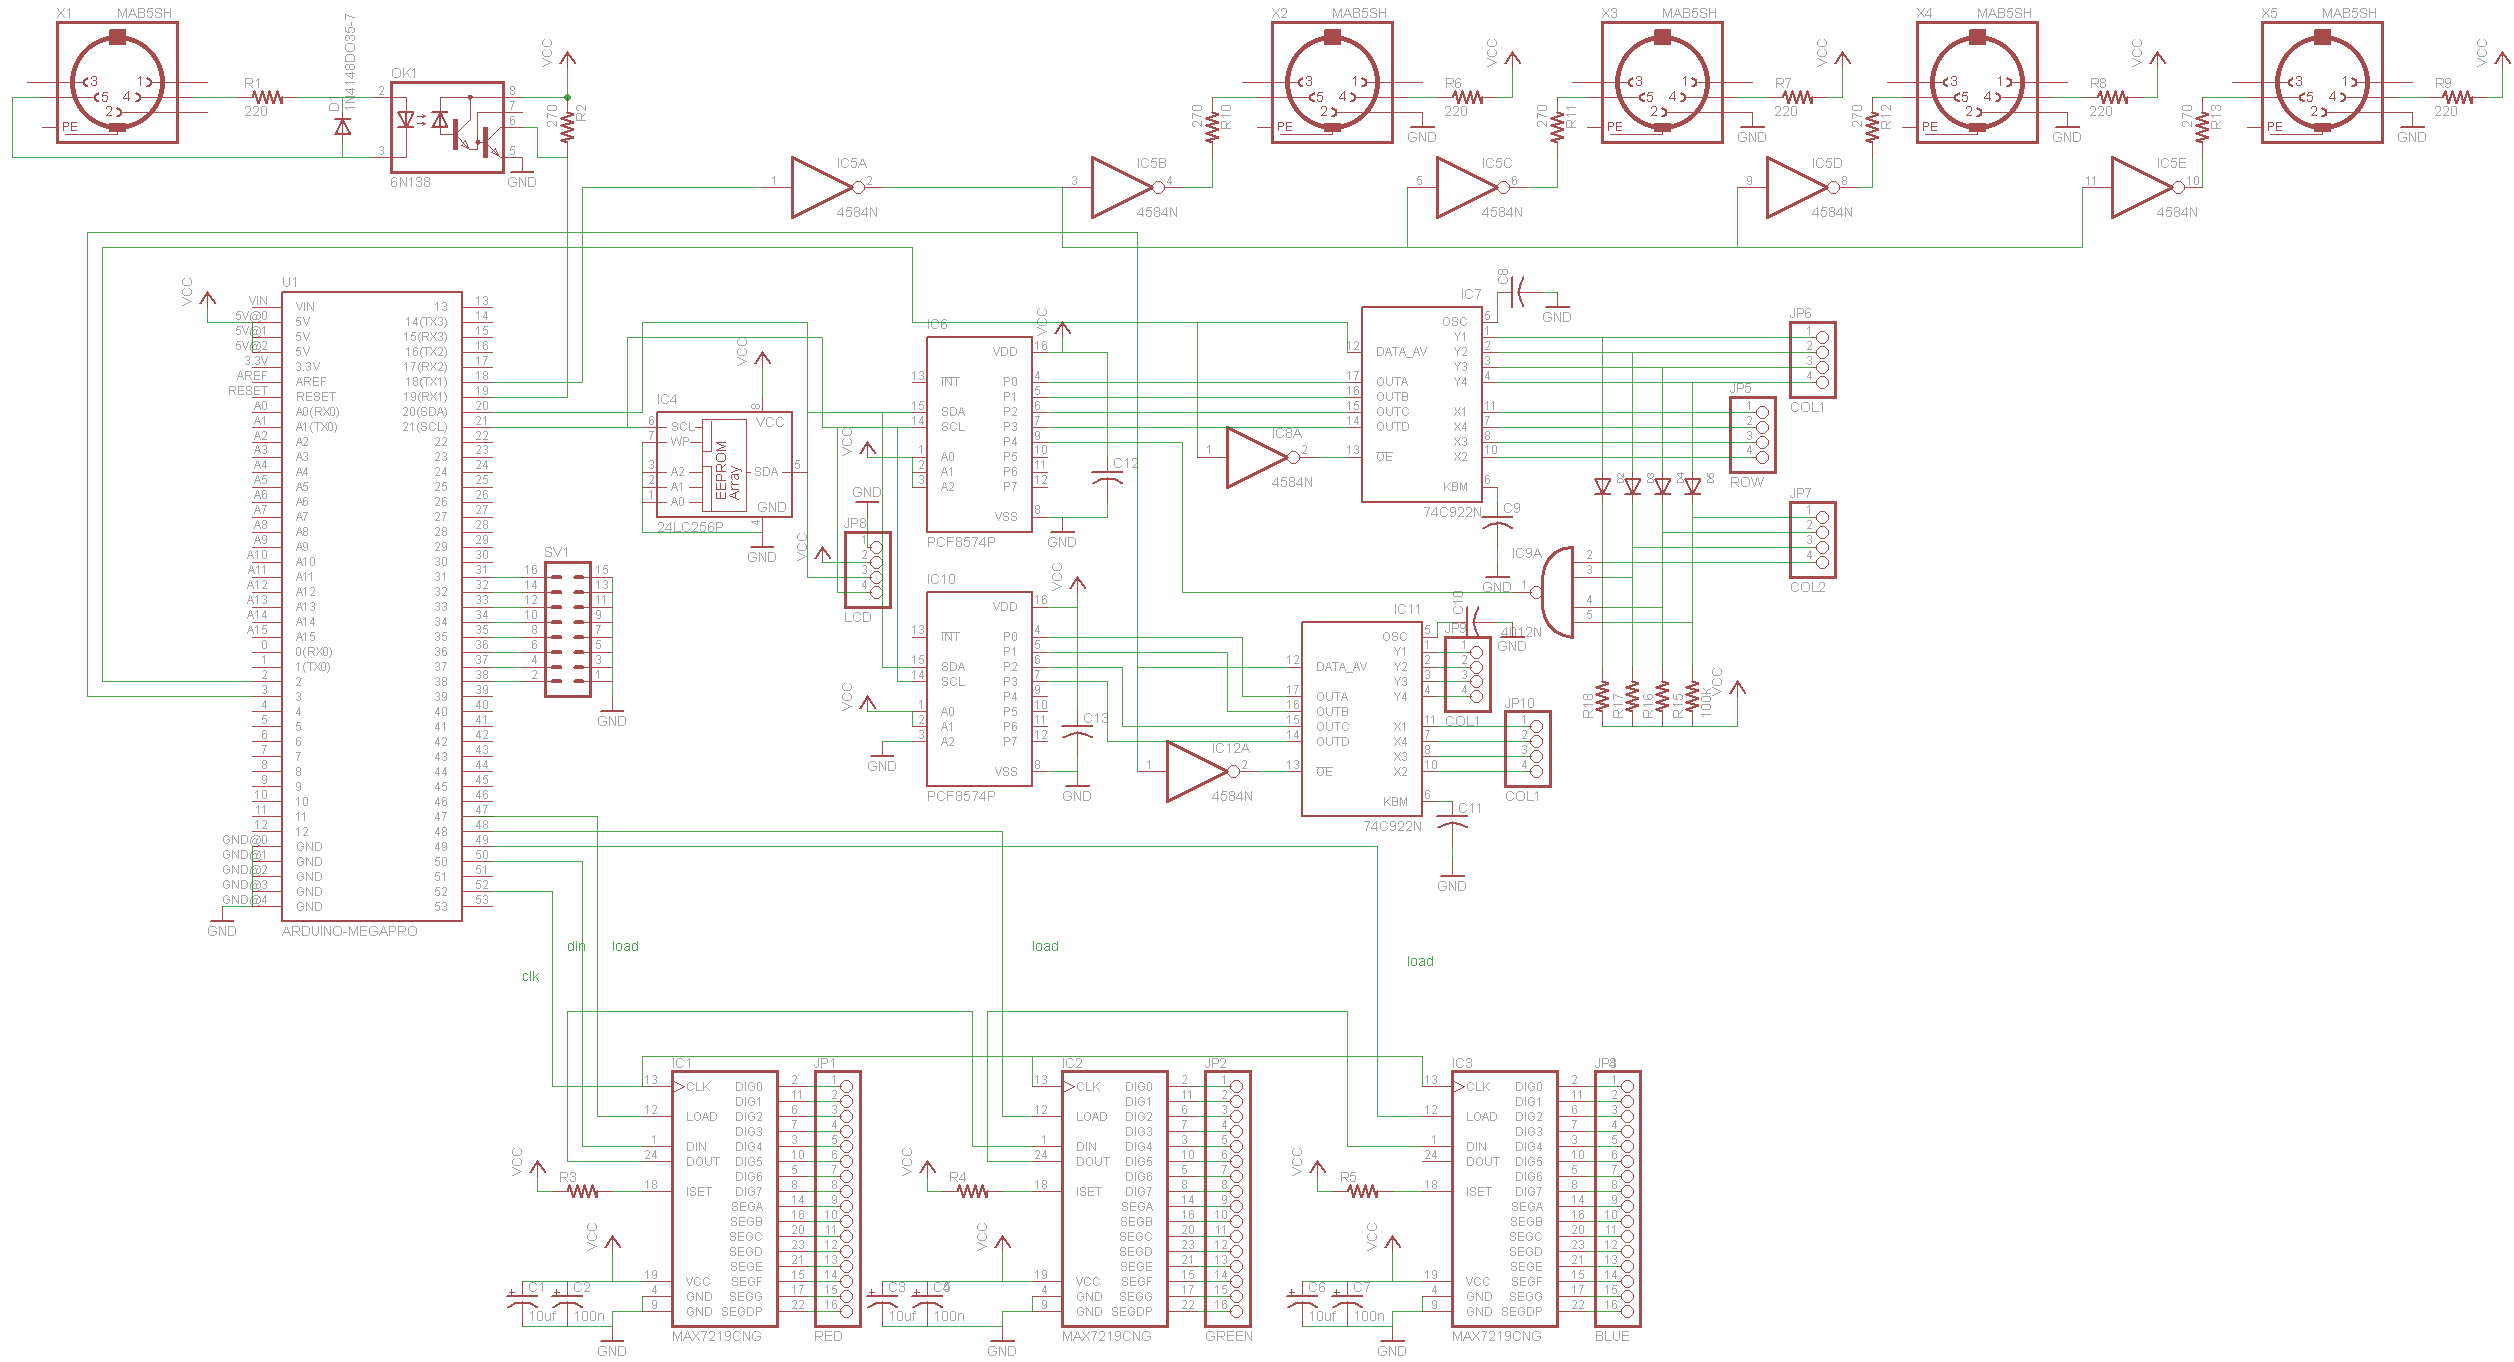 X1 MAB5SH
3 1
5 4
2
PE
R1
220
D1
1N4148DO35-7
OK1
2 8
7
6
3 5
6N138
GND
VCC
270
R2
X2 MAB5SH
3 1
5 4
2
PE
R6
220
VCC
GND
270
R10
X3 MAB5SH
3 1
5 4
2
PE
R7
220
VCC
GND
270
R11
X4 MAB5SH
3 1
5 4
2
PE
R8
220
VCC
GND
270
R12
X5 MAB5SH
3 1
5 4
2
PE
R9
220
VCC
GND
270
R13
IC5A
1 2
4584N
IC5B
3 4
4584N
IC5C
5 6
4584N
IC5D
9 8
4584N
IC5E
11 10
4584N
VCC
U1
VIN VIN 13 13
5V@0 5V 14(TX3) 14
5V@1 5V 15(RX3) 15
5V@2 5V 16(TX2) 16
3.3V 3.3V 17(RX2) 17
AREF AREF 18(TX1) 18
RESET RESET 19(RX1) 19
A0 A0(RX0) 20(SDA) 20
A1 A1(TX0) 21(SCL) 21
A2 A2 22 22
A3 A3 23 23
A4 A4 24 24
A5 A5 25 25
A6 A6 26 26
A7 A7 27 27
A8 A8 28 28
A9 A9 29 29
A10 A10 30 30
A11 A11 31 31
A12 A12 32 32
A13 A13 33 33
A14 A14 34 34
A15 A15 35 35
0 0(RX0) 36 36
1 1(TX0) 37 37
2 2 38 38
3 3 39 39
4 4 40 40
5 5 41 41
6 6 42 42
7 7 43 43
8 8 44 44
9 9 45 45
10 10 46 46
11 11 47 47
12 12 48 48
GND@0 GND 49 49
GND@1 GND 50 50
GND@2 GND 51 51
GND@3 GND 52 52
GND@4 GND 53 53
GND
ARDUINO-MEGAPRO
SV1
16 15
14 13
12 11
10 9
8 7
6 5
4 3
2 1
GND
VCC
IC4
8
VCC
6 SCL
7 WP
3 A2
2 A1
1 A0
EEPROM
Array
SDA 5
GND
4
24LC256P
GND
VCC
GND
JP8
VCC
1
2
3
4
LCD
IC6
VCC
VDD 16
13 INT P0 4
P1 5
15 SDA P2 6
14 SCL P3 7
P4 9
1 A0 P5 10
2 A1 P6 11
3 A2 P7 12
VSS 8
PCF8574P
GND
C12
IC10
VCC
VDD 16
13 INT P0 4
P1 5
15 SDA P2 6
14 SCL P3 7
P4 9
1 A0 P5 10
2 A1 P6 11
3 A2 P7 12
VSS 8
PCF8574P
VCC
GND
GND
C13
IC8A
1 2
4584N
IC12A
1 2
4584N
IC7
C8
GND
OSC 5
Y1 1
12 DATA_AV Y2 2
Y3 3
17 OUTA Y4 4
16 OUTB
15 OUTC X1 11
14 OUTD X4 7
X3 8
13 OE X2 10
KBM 6
74C922N
C9
GND
JP6
1
2
3
4
COL1
JP5
1
2
3
4
ROW
D2
D3
D4
D5
JP7
1
2
3
4
COL2
IC9A
2
3
1
4
5
4012N
IC11
C10
GND
OSC 5
Y1 1
12 DATA_AV Y2 2
Y3 3
17 OUTA Y4 4
16 OUTB
15 OUTC X1 11
14 OUTD X4 7
X3 8
13 OE X2 10
KBM 6
74C922N
C11
GND
JP9
1
2
3
4
COL1
JP10
1
2
3
4
COL1
R18
R17
R16
R15
100K
VCC
din load load
load
clk
IC1 JP1
13 CLK DIG0 2 1
DIG1 11 2
12 LOAD DIG2 6 3
DIG3 7 4
1 DIN DIG4 3 5
24 DOUT DIG5 10 6
DIG6 5 7
18 ISET DIG7 8 8
SEGA 14 9
SEGB 16 10
SEGC 20 11
SEGD 23 12
SEGE 21 13
19 VCC SEGF 15 14
4 GND SEGG 17 15
9 GND SEGDP 22 16
MAX7219CNG RED
VCC
R3
VCC
C1 C2
10uf 100n
GND
IC2 JP2
13 CLK DIG0 2 1
DIG1 11 2
12 LOAD DIG2 6 3
DIG3 7 4
1 DIN DIG4 3 5
24 DOUT DIG5 10 6
DIG6 5 7
18 ISET DIG7 8 8
SEGA 14 9
SEGB 16 10
SEGC 20 11
SEGD 23 12
SEGE 21 13
19 VCC SEGF 15 14
4 GND SEGG 17 15
9 GND SEGDP 22 16
MAX7219CNG GREEN
VCC
R4
VCC
C3
10uf 100n
GND
IC3
13 CLK DIG0 2 1
DIG1 11 2
12 LOAD DIG2 6 3
DIG3 7 4
1 DIN DIG4 3 5
24 DOUT DIG5 10 6
DIG6 5 7
18 ISET DIG7 8 8
SEGA 14 9
SEGB 16 10
SEGC 20 11
SEGD 23 12
SEGE 21 13
19 VCC SEGF 15 14
4 GND SEGG 17 15
9 GND SEGDP 22 16
MAX7219CNG BLUE
VCC
R5
VCC
C6 C7
10uf 100n
GND